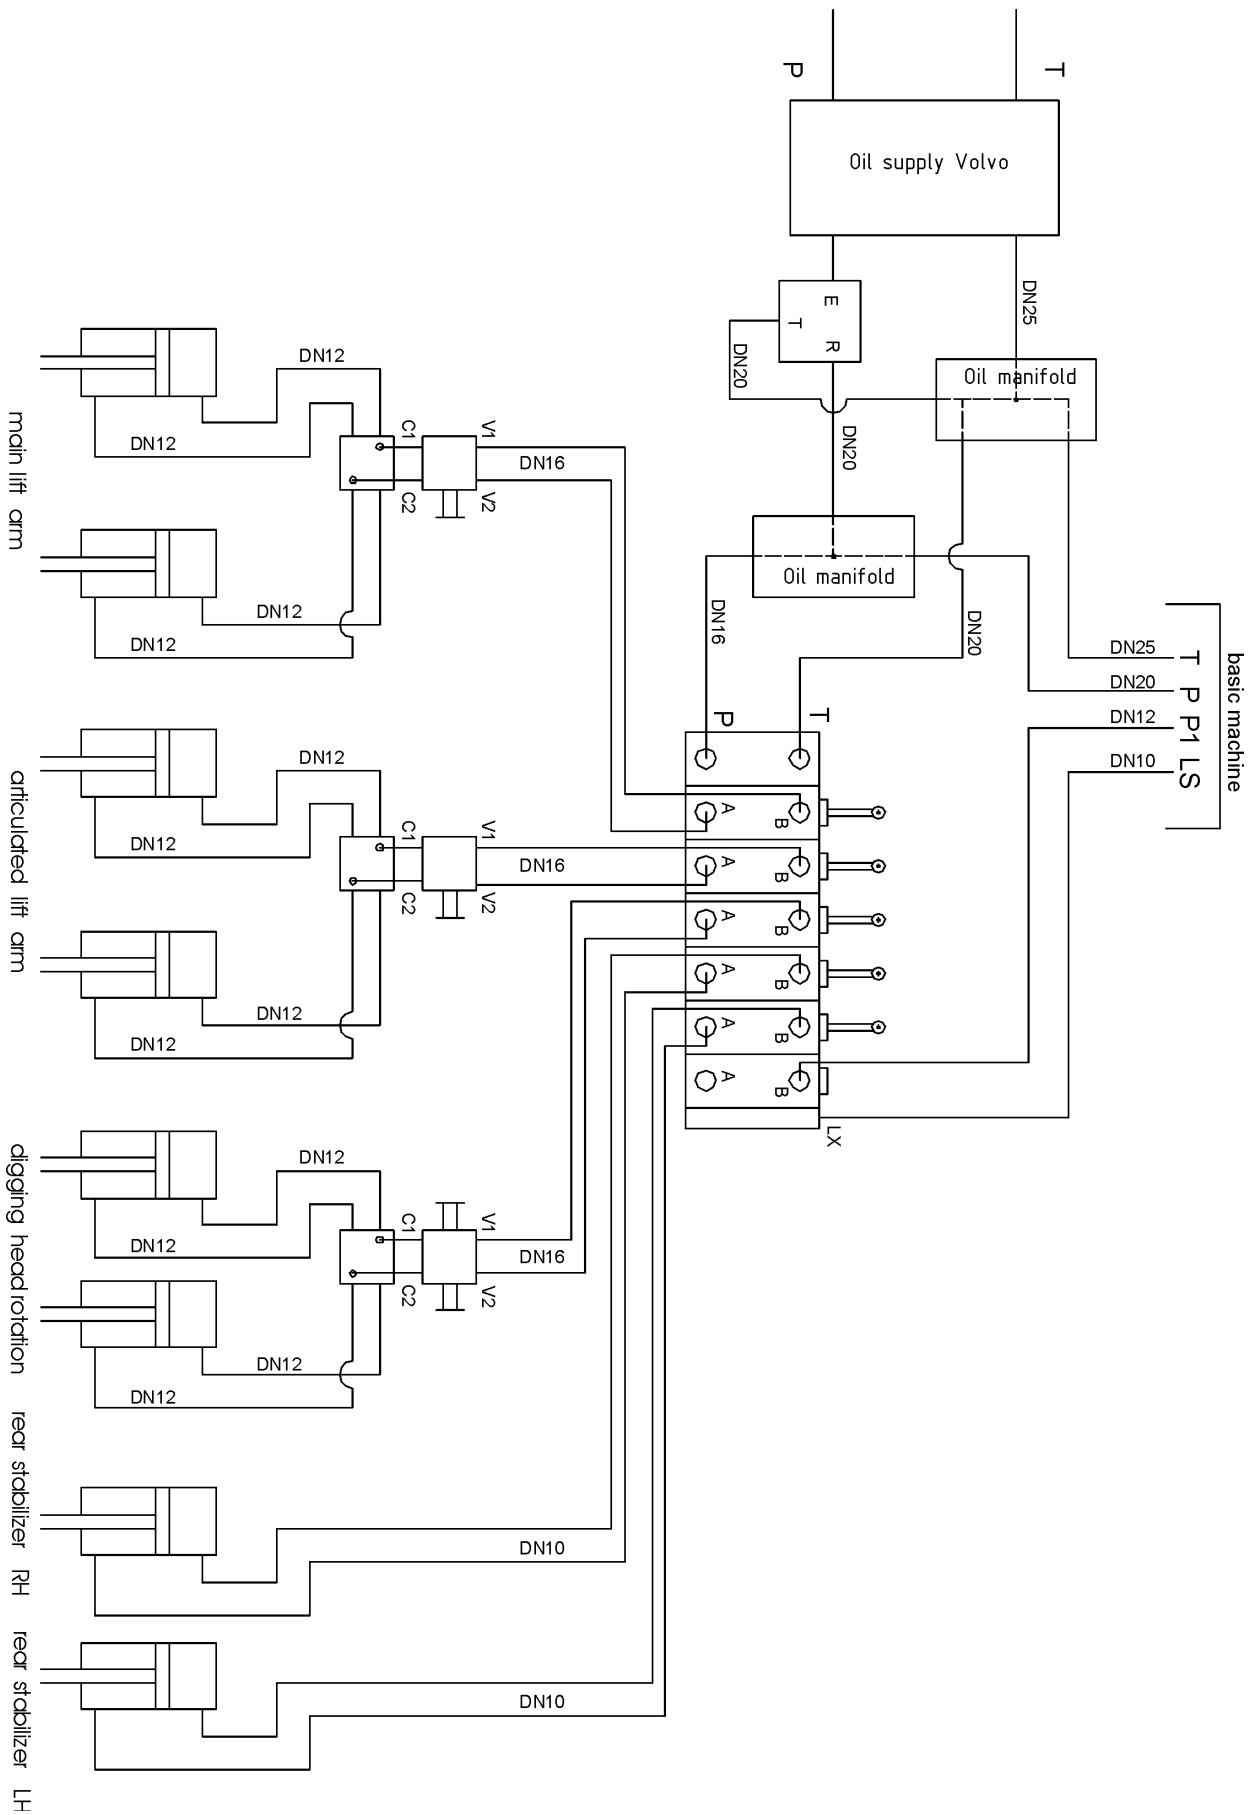 P
T
Oil supply Volvo
E
T
R
DN25
DN20
Oil manifold
DN20
Oil manifold
DN16
DN20
basic machine
DN25 T
DN20 P
DN12 P1
DN10 LS
P
T
A B
A B
A B
A B
A B
A B
LX
main lift arm
DN12
DN12
DN12
DN12
C1
C2
V1
V2
DN16
articulated lift arm
DN12
DN12
DN12
DN12
C1
C2
V1
V2
DN16
digging head rotation
DN12
DN12
DN12
DN12
C1
C2
V1
V2
DN16
rear stabilizer RH
DN10
rear stabilizer LH
DN10